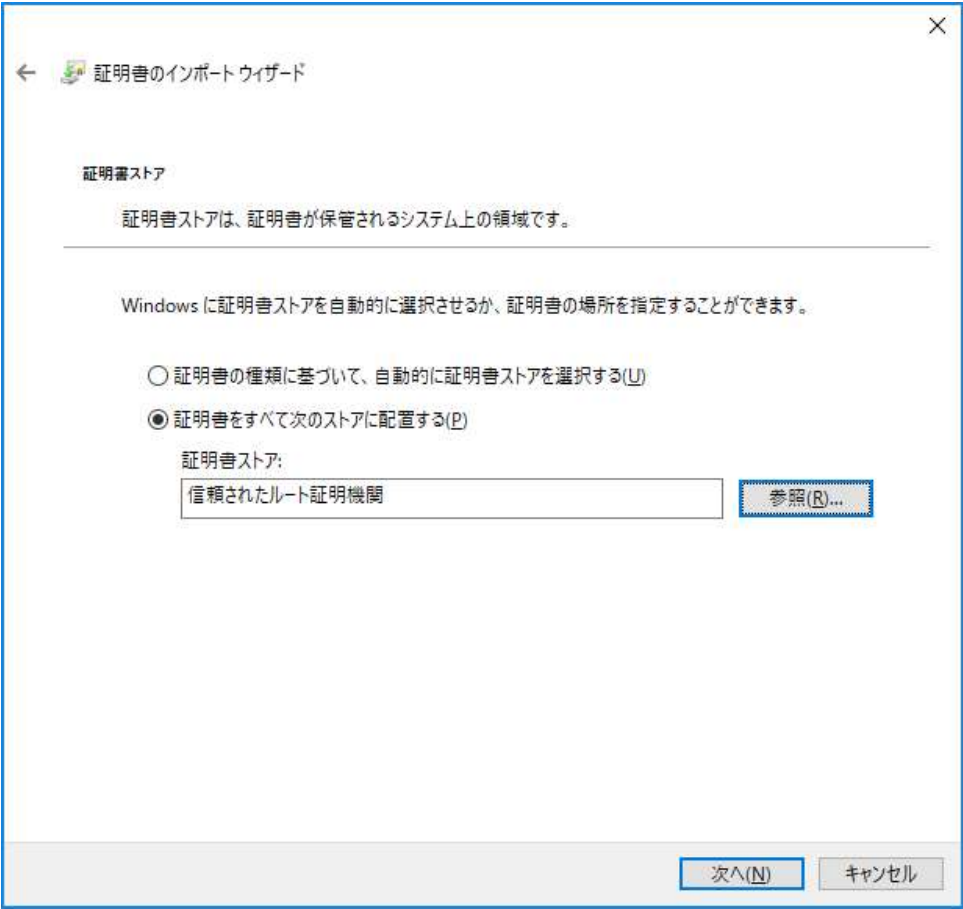 証明書のインポート ウィザード
証明書ストア
証明書ストアは、証明書が保管されるシステム上の領域です。
Windows に証明書ストアを自動的に選択させるか、証明書の場所を指定することができます。
証明書の種類に基づいて、自動的に証明書ストアを選択する(U)
証明書をすべて次のストアに配置する(P)
証明書ストア:
信頼されたルート証明機関
参照(R)...
次へ(N)
キャンセル